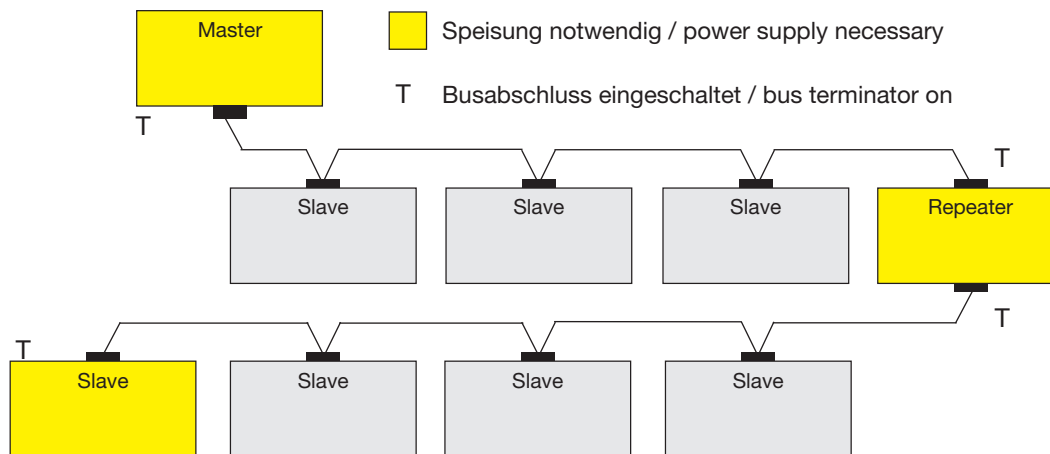 Master
Speisung notwendig / power supply necessary
T Busabschluss eingeschaltet / bus terminator on
T
T
Slave
Slave
Slave
Repeater
T
T
Slave
Slave
Slave
Slave